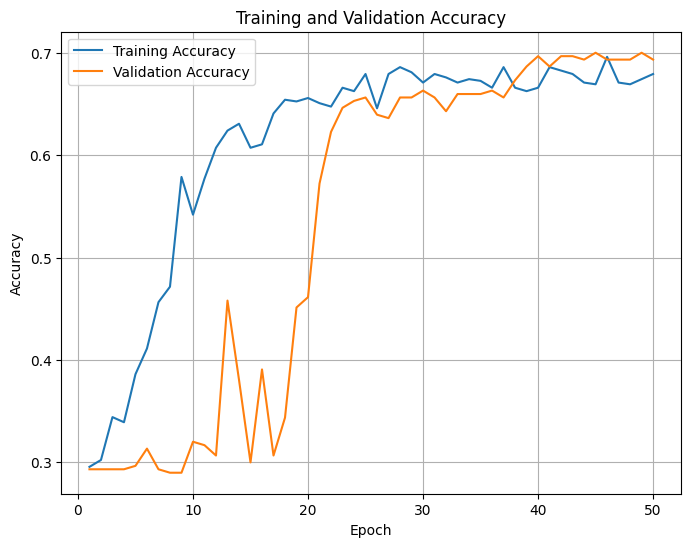 Training and Validation Accuracy
Training Accuracy
Validation Accuracy
0.7
0.6
0.5
0.4
0.3
Accuracy
0
10
20
30
40
50
Epoch